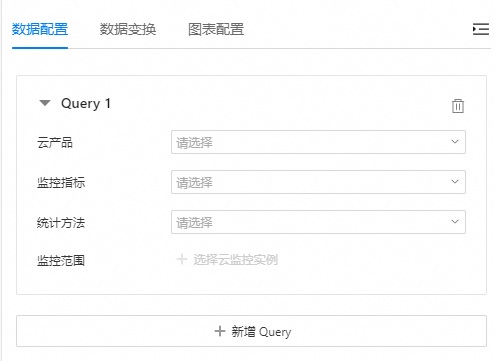 数据配置 数据变换 图表配置
Query 1
云产品 请选择
监控指标 请选择
统计方法 请选择
监控范围 + 选择云监控实例
+ 新增 Query